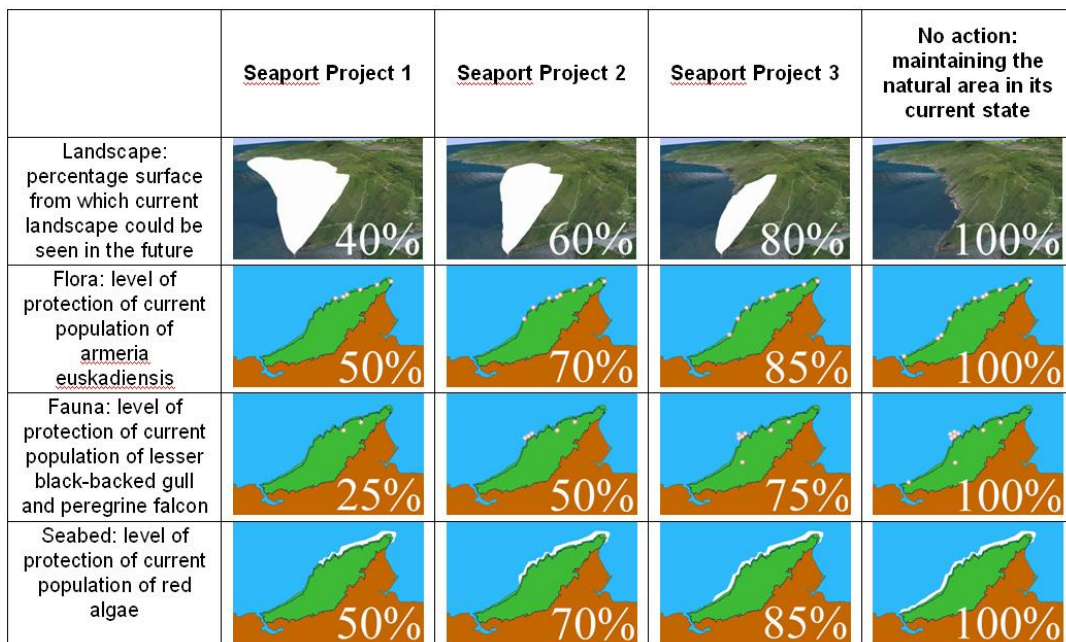 Seaport Project 1
Seaport Project 2
Seaport Project 3
No action:
maintaining the
natural area in its
current state
Landscape:
percentage surface
from which current
landscape could be
seen in the future
40%
60%
80%
100%
Flora: level of
protection of current
population of
armeria
euskadiensis
50%
70%
85%
100%
Fauna: level of
protection of current
population of lesser
black-backed gull
and peregrine falcon
25%
50%
75%
100%
Seabed: level of
protection of current
population of red
algae
50%
70%
85%
100%